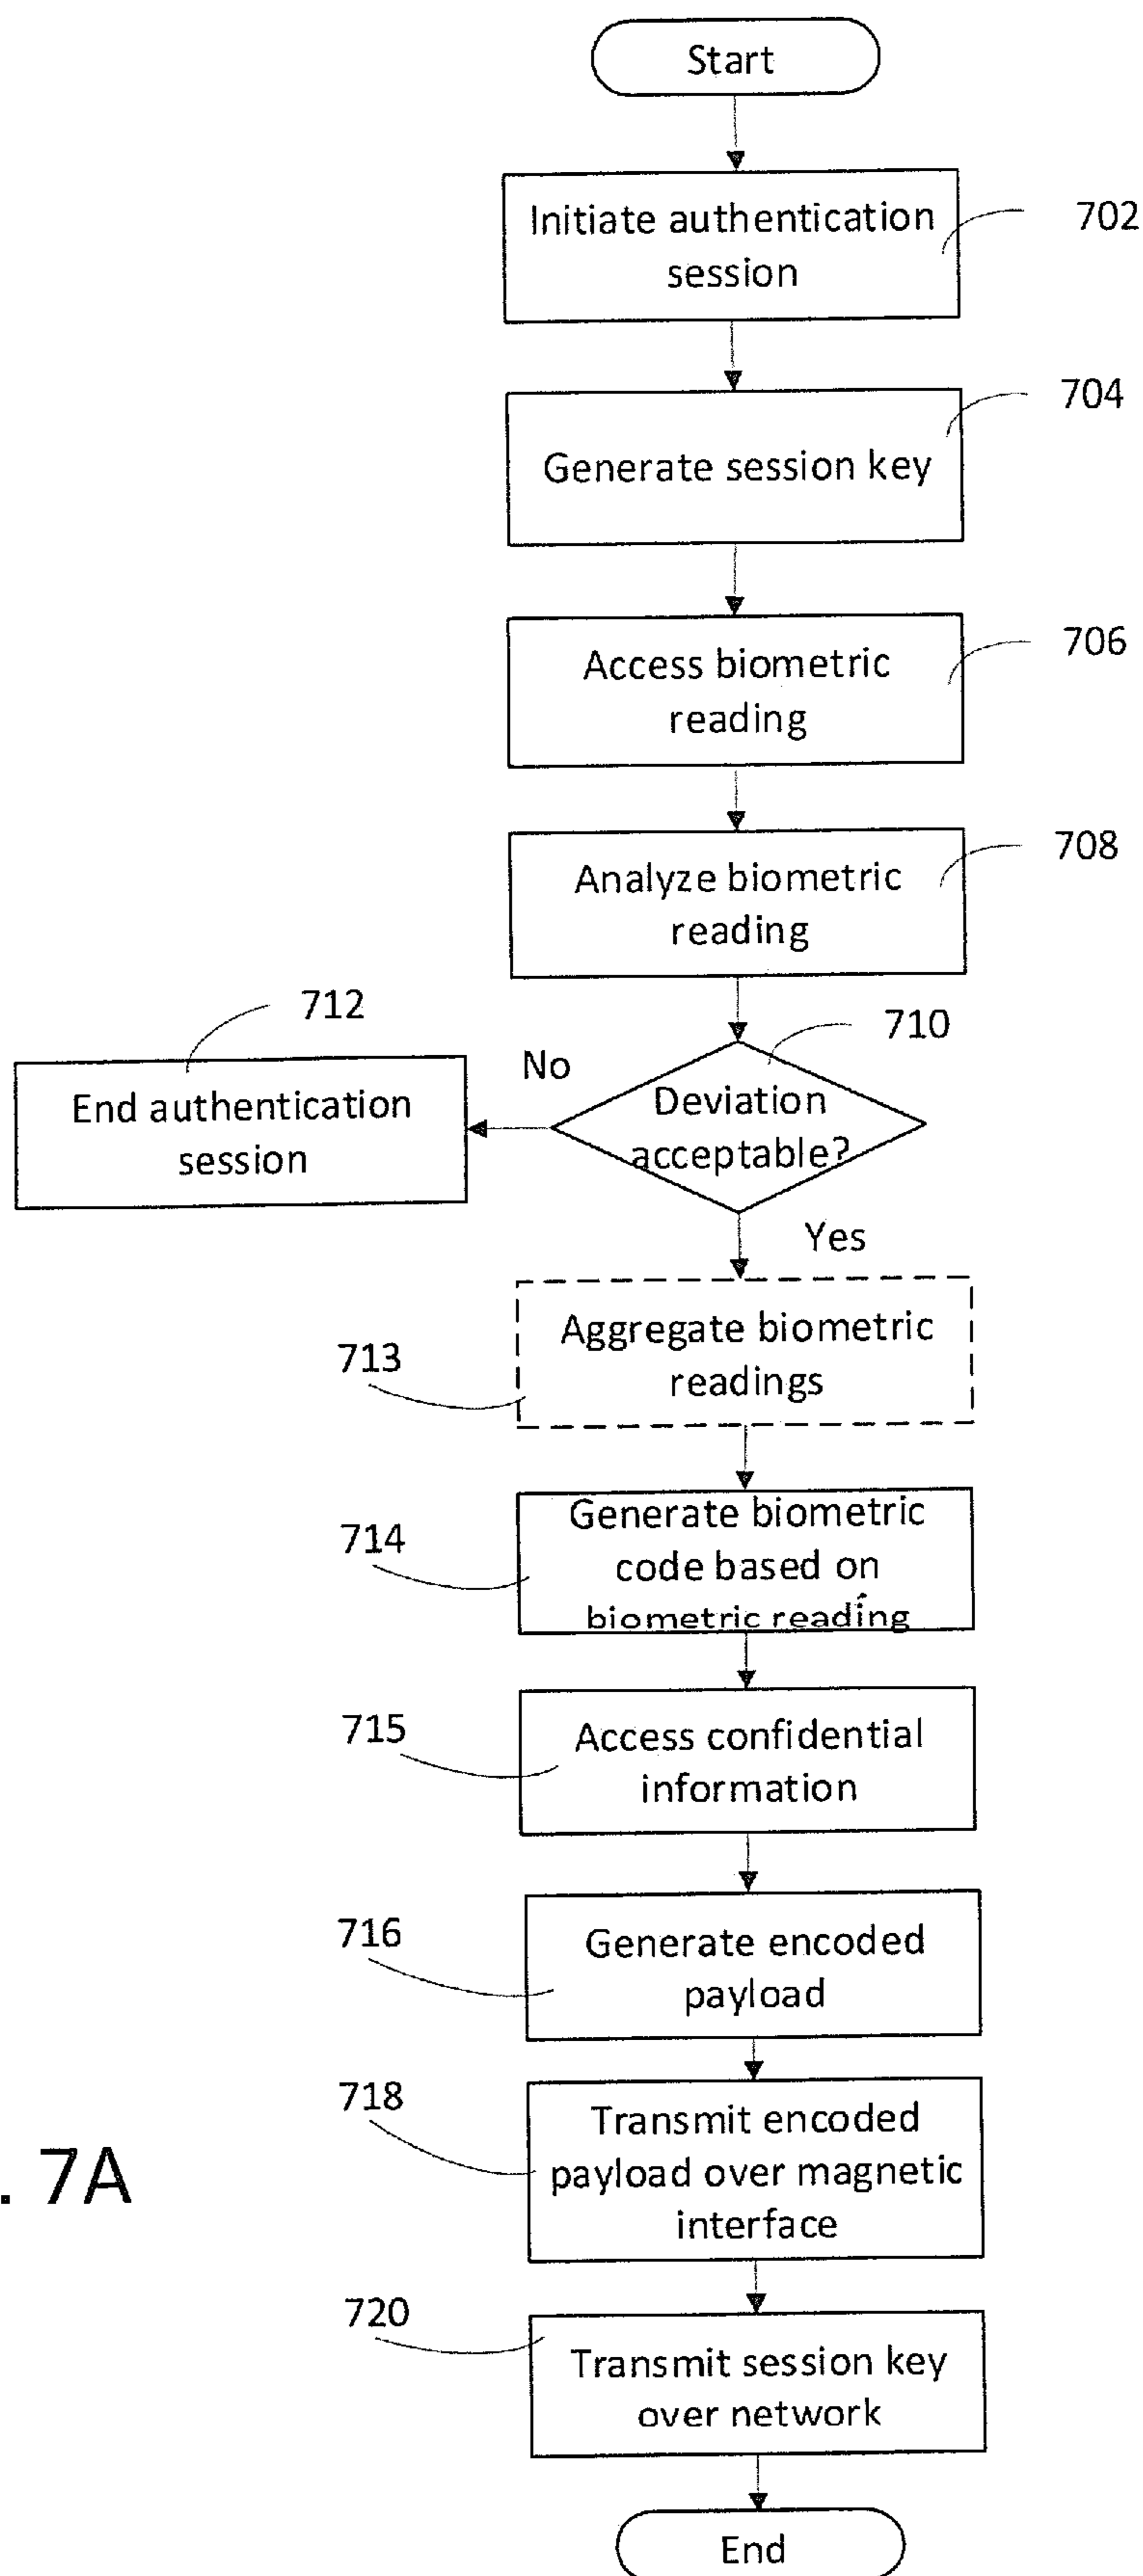 Start
Initiate authentication
session
702
Generate session key
704
Access biometric
reading
706
Analyze biometric
reading
708
712
End authentication
session
No
710
Deviation
acceptable?
Yes
713
Aggregate biometric
readings
714
Generate biometric
code based on
biometric reading
715
Access confidential
information
716
Generate encoded
payload
718
Transmit encoded
payload over magnetic
interface
. 7A
720
Transmit session key
over network
End